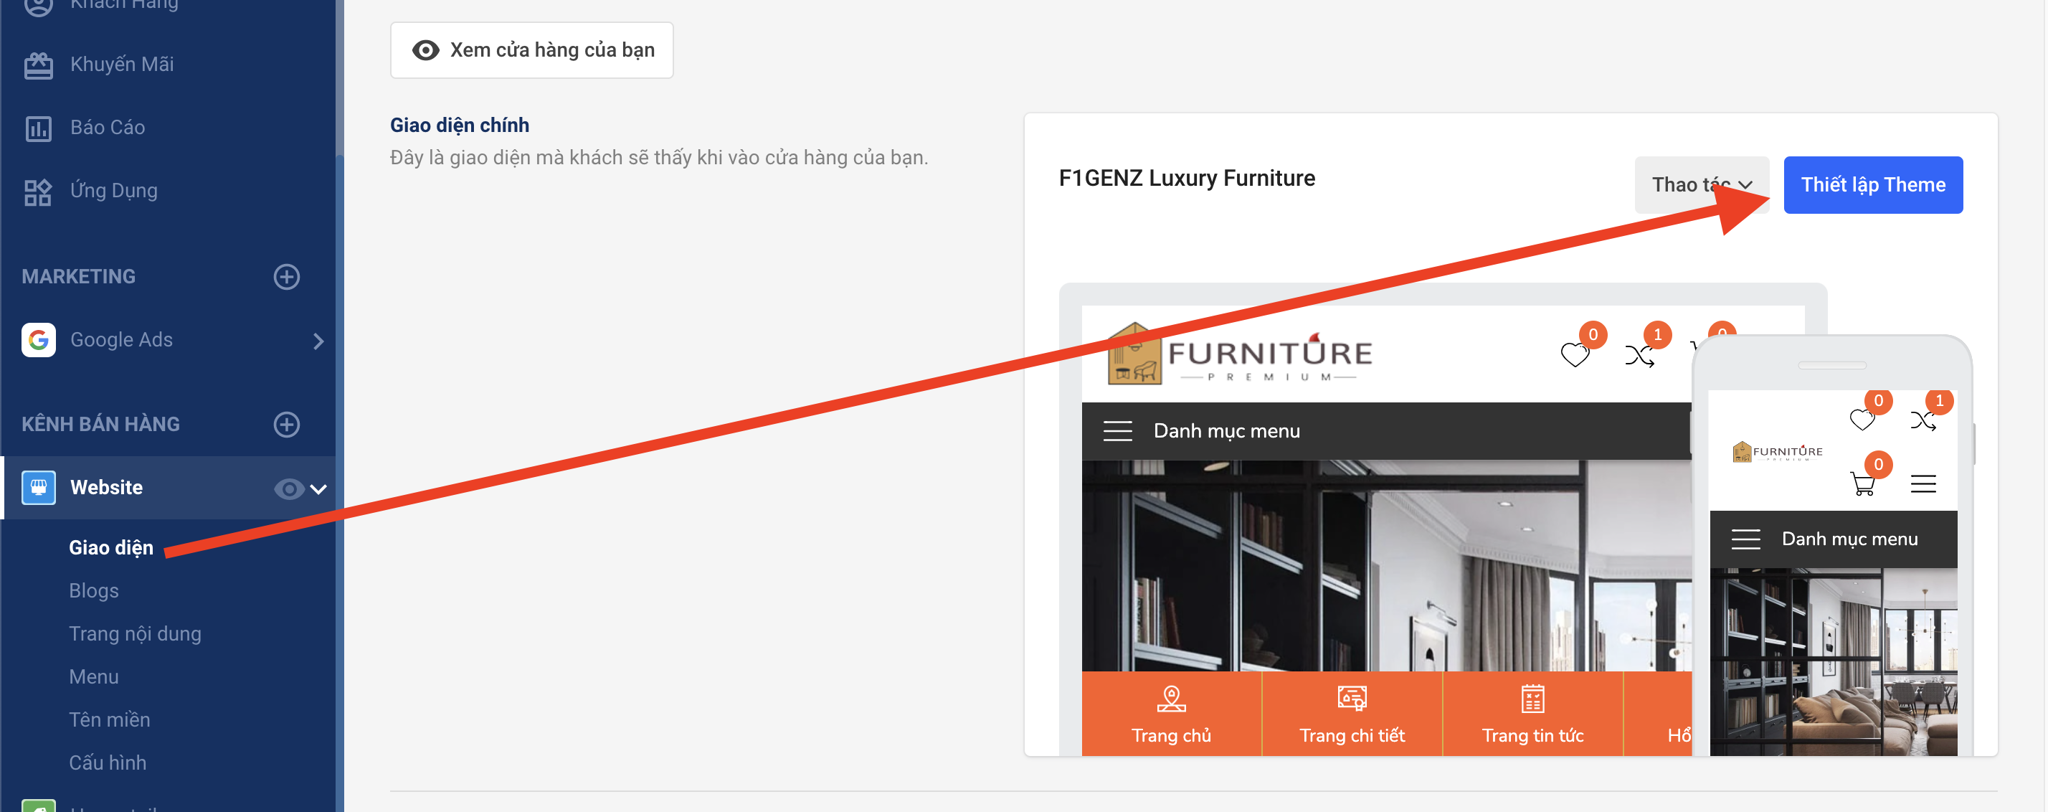 Khách Hàng
Khuyến Mãi
Báo Cáo
Ứng Dụng
MARKETING
Google Ads
KÊNH BÁN HÀNG
Website
Giao diện
Blogs
Trang nội dung
Menu
Tên miền
Cấu hình
Xem cửa hàng của bạn
Giao diện chính
Đây là giao diện mà khách sẽ thấy khi vào cửa hàng của bạn.
F1GENZ Luxury Furniture
Thao tác
Thiết lập Theme
FURNITURE
PREMIUM
0
1
0
Danh mục menu
Trang chủ
Trang chi tiết
Trang tin tức
0
1
FURNITURE
PREMIUM
0
Danh mục menu